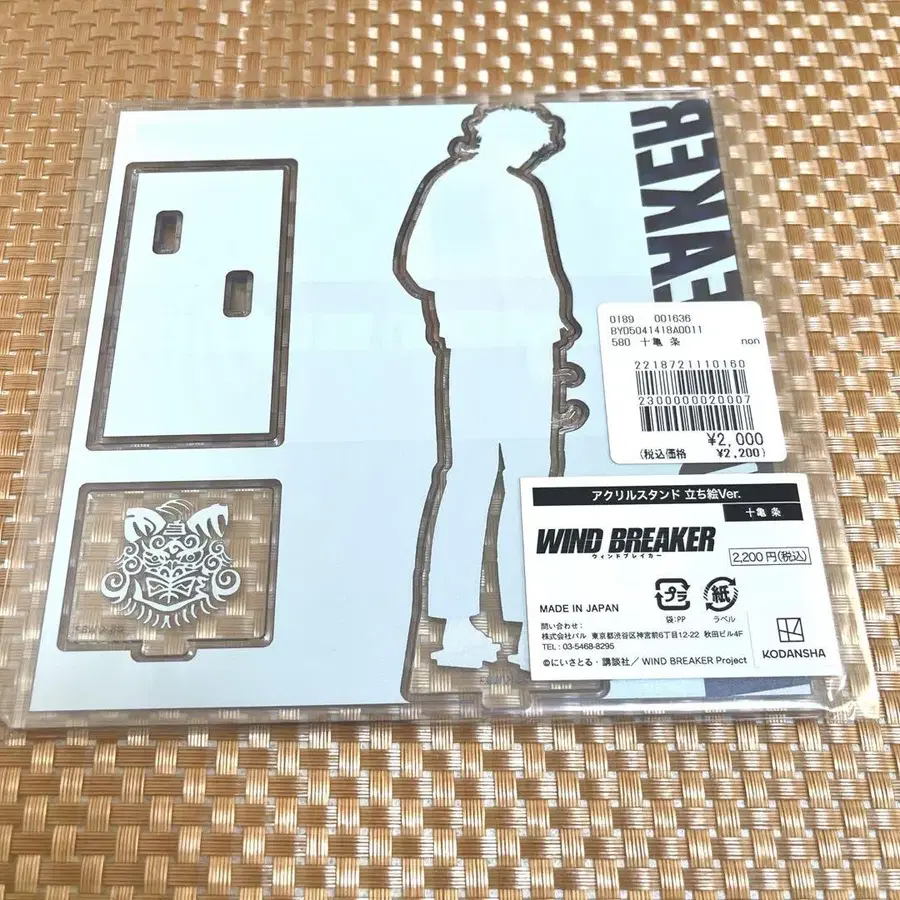 BREAKER
0189 001636
BY05041418A0011
580 十亀 条 non
2218721110160
2300000020007
¥2,000
(税込価格 ¥2,200)
アクリルスタンド 立ち絵Ver.
十亀 条
WIND BREAKER
ウィンドブレイカー
2,200円(税込)
プラ
袋:PP
紙
ラベル
MADE IN JAPAN
問い合わせ:
株式会社パル 東京都渋谷区神宮前6丁目12-22 秋田ビル4F
TEL : 03-5468-8295
©にいさとる・講談社/ WIND BREAKER Project
KODANSHA